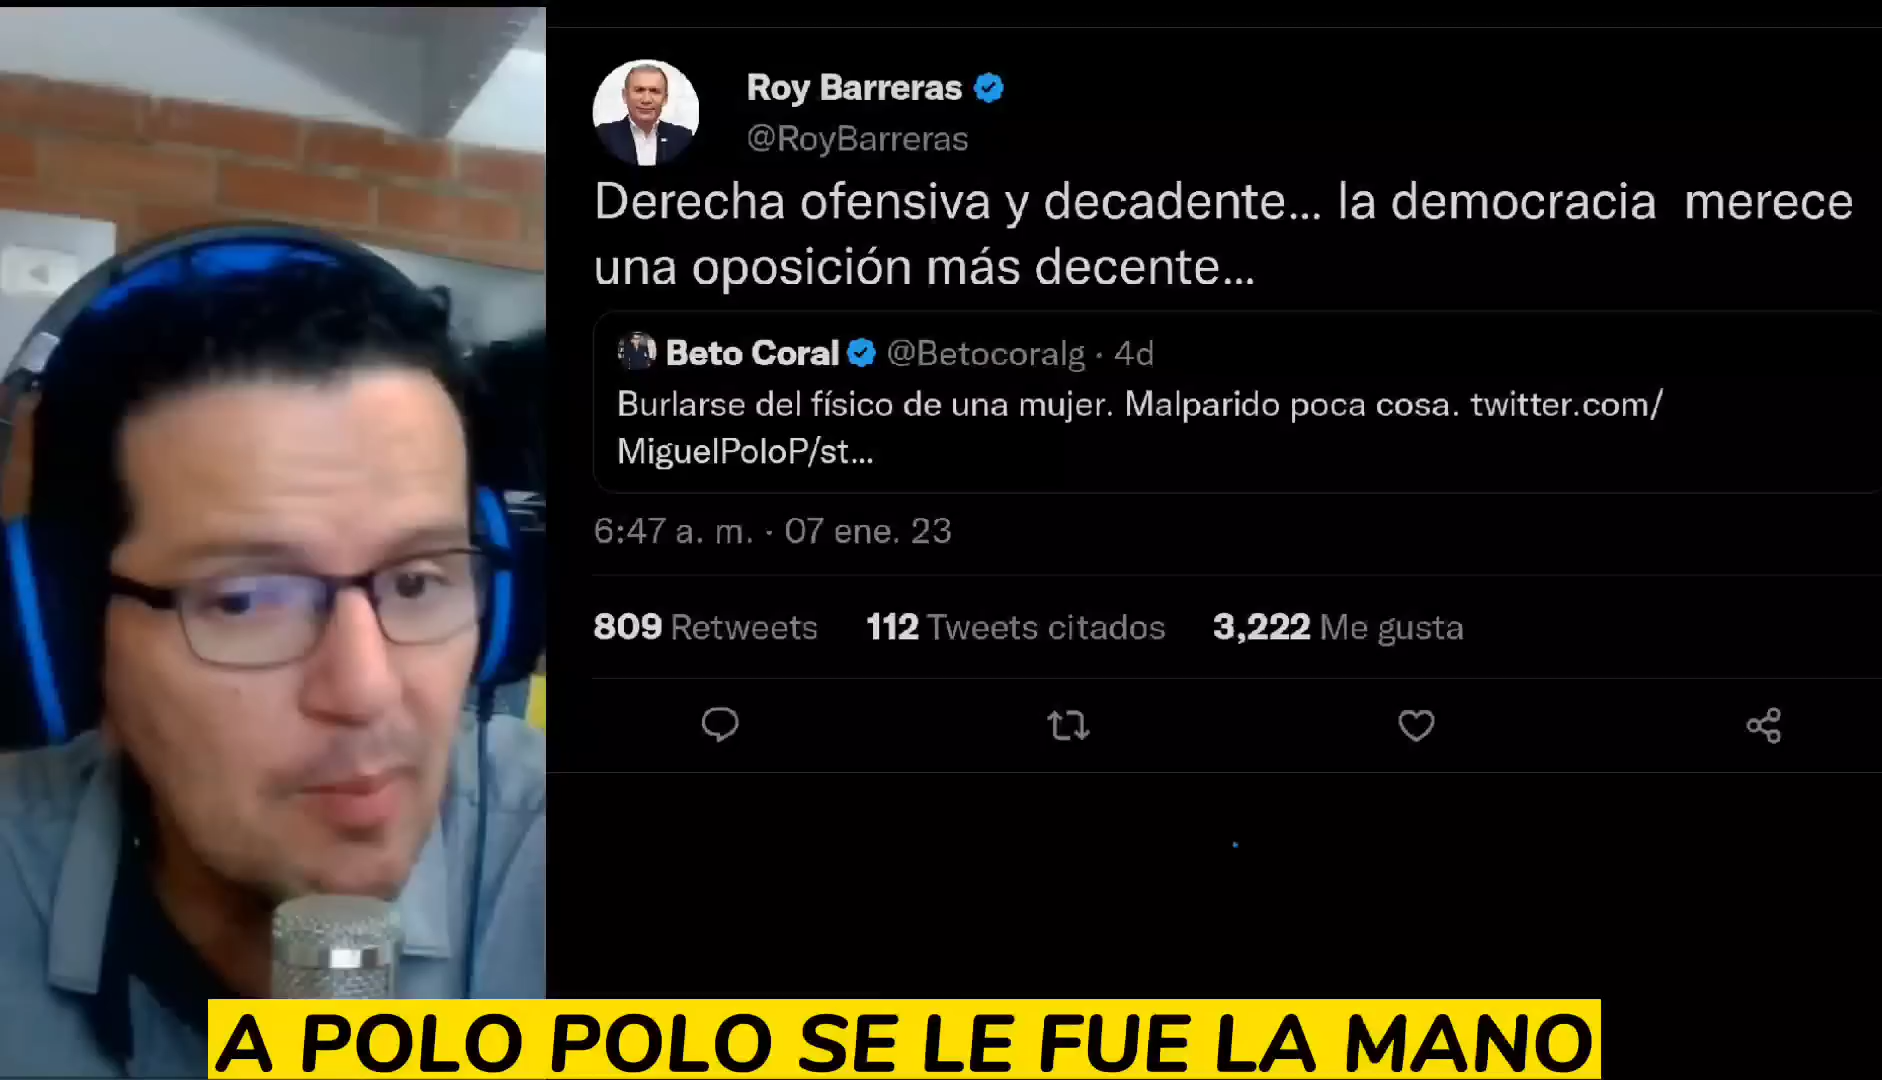 Roy Barreras
@RoyBarreras
Derecha ofensiva y decadente... la democracia merece
una oposición más decente...
Beto Coral @Betocoralg · 4d
Burlarse del físico de una mujer. Malparido poca cosa. twitter.com/
MiguelPoloP/st...
6:47 a. m. · 07 ene. 23
809 Retweets 112 Tweets citados 3,222 Me gusta
A POLO POLO SE LE FUE LA MANO